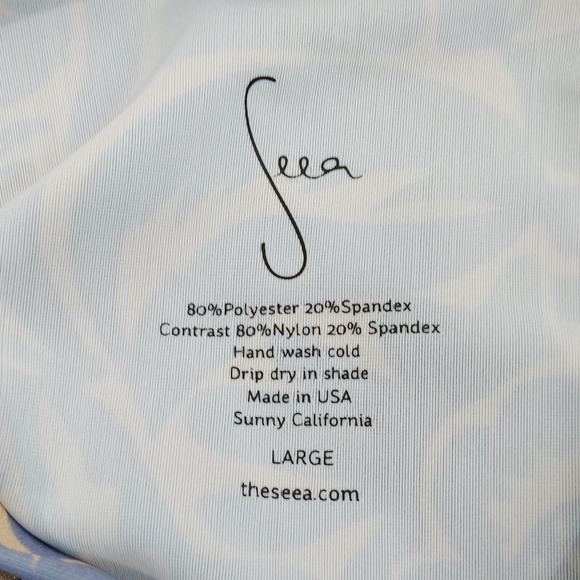 Seea
80%Polyester 20%Spandex
Contrast 80%Nylon 20% Spandex
Hand wash cold
Drip dry in shade
Made in USA
Sunny California
LARGE
theseea.com